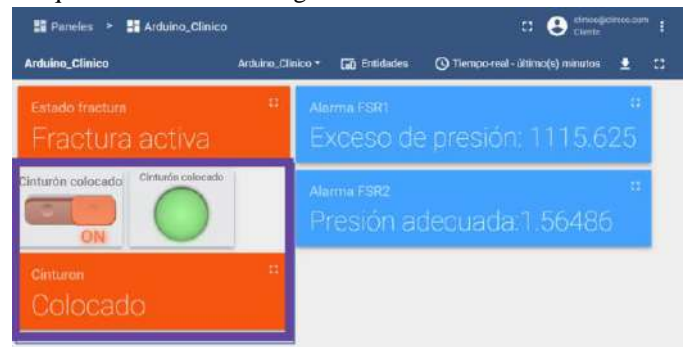 Paneles > Arduino_Clinico
Cliente
Arduino_Clinico
Arduino_Clinico
Entidades
Tiempo-real - último(s) minutos
Estado fractura
Fractura activa
Alarma FSR1
Exceso de presión: 1115.625
Cinturón colocado
ON
Cinturón colocado
Alarma FSR2
Presión adecuada:1.56486
Cinturon
Colocado